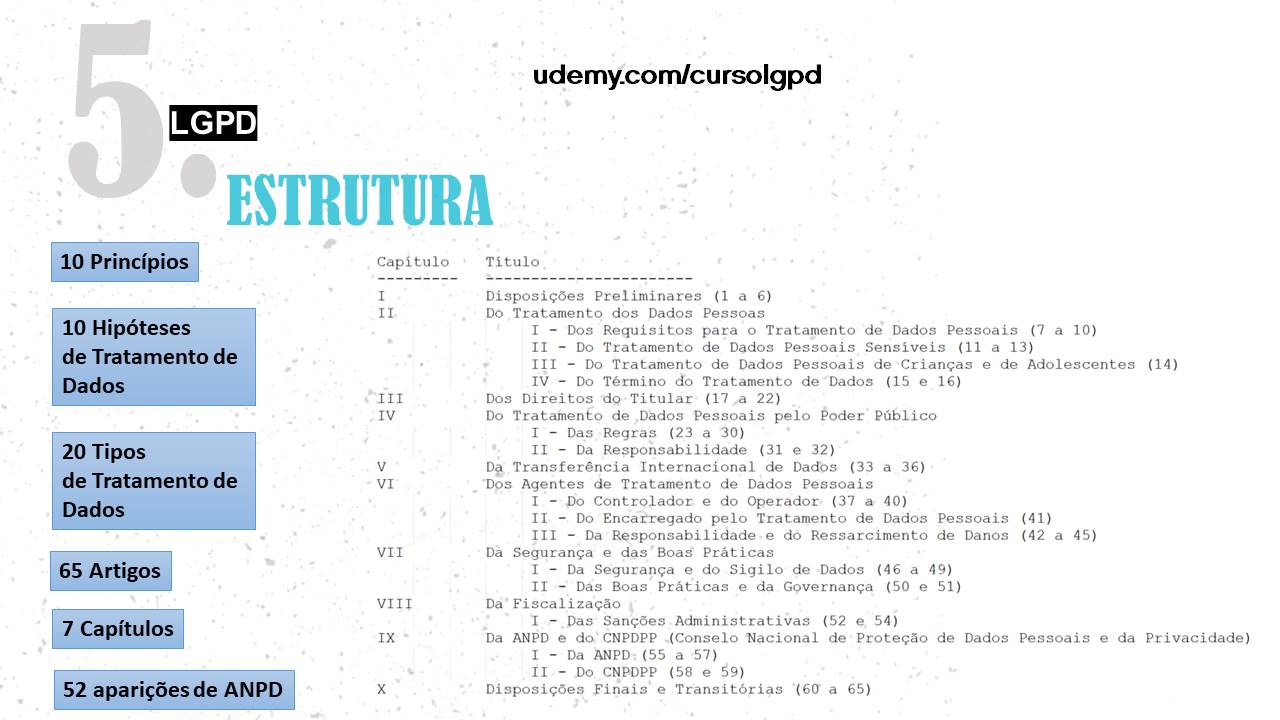 5.
udemy.com/cursolgpd
LGPD
ESTRUTURA
10 Princípios
10 Hipóteses
de Tratamento de
Dados
20 Tipos
de Tratamento de
Dados
65 Artigos
7 Capítulos
52 aparições de ANPD
Capítulo Título
--------- -----------------------
I Disposições Preliminares (1 a 6)
II Do Tratamento dos Dados Pessoas
I - Dos Requisitos para o Tratamento de Dados Pessoais (7 a 10)
II - Do Tratamento de Dados Pessoais Sensíveis (11 a 13)
III - Do Tratamento de Dados Pessoais de Crianças e de Adolescentes (14)
IV - Do Término do Tratamento de Dados (15 e 16)
III Dos Direitos do Titular (17 a 22)
IV Do Tratamento de Dados Pessoais pelo Poder Público
I - Das Regras (23 a 30)
II - Da Responsabilidade (31 e 32)
V Da Transferência Internacional de Dados (33 a 36)
VI Dos Agentes de Tratamento de Dados Pessoais
I - Do Controlador e do Operador (37 a 40)
II - Do Encarregado pelo Tratamento de Dados Pessoais (41)
III - Da Responsabilidade e do Ressarcimento de Danos (42 a 45)
VII Da Segurança e das Boas Práticas
I - Da Segurança e do Sigilo de Dados (46 a 49)
II - Das Boas Práticas e da Governança (50 e 51)
VIII Da Fiscalização
I - Das Sanções Administrativas (52 e 54)
IX Da ANPD e do CNPDPP (Conselo Nacional de Proteção de Dados Pessoais e da Privacidade)
I - Da ANPD (55 a 57)
II - Do CNPDPP (58 e 59)
X Disposições Finais e Transitórias (60 a 65)